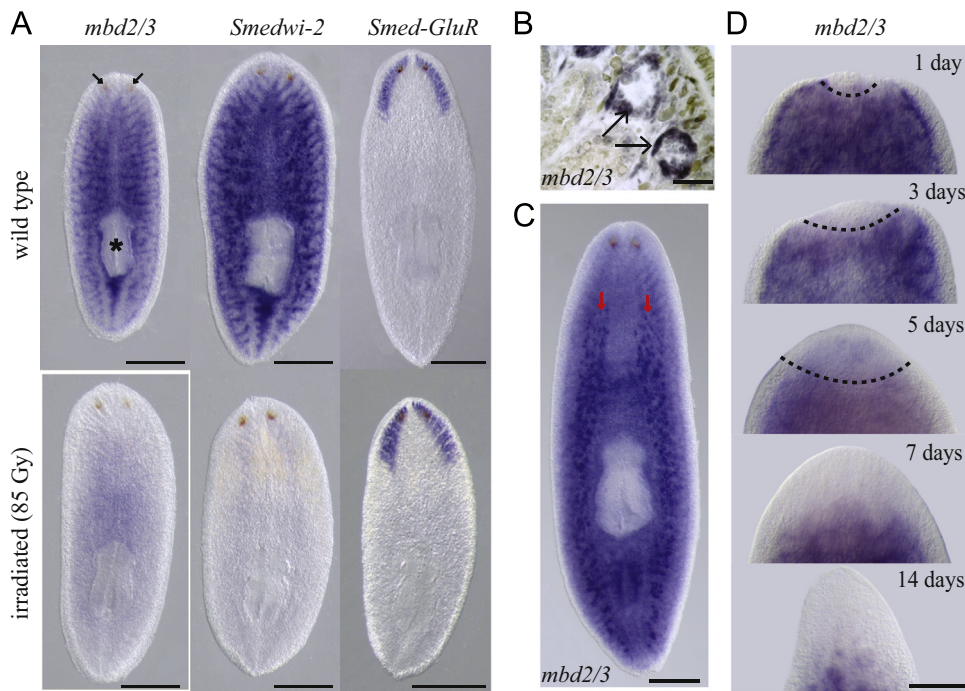 A
mbd2/3
Smedwi-2
Smed-GluR
wild type
*
irradiated (85 Gy)
B
mbd2/3
C
mbd2/3
D
mbd2/3
1 day
3 days
5 days
7 days
14 days